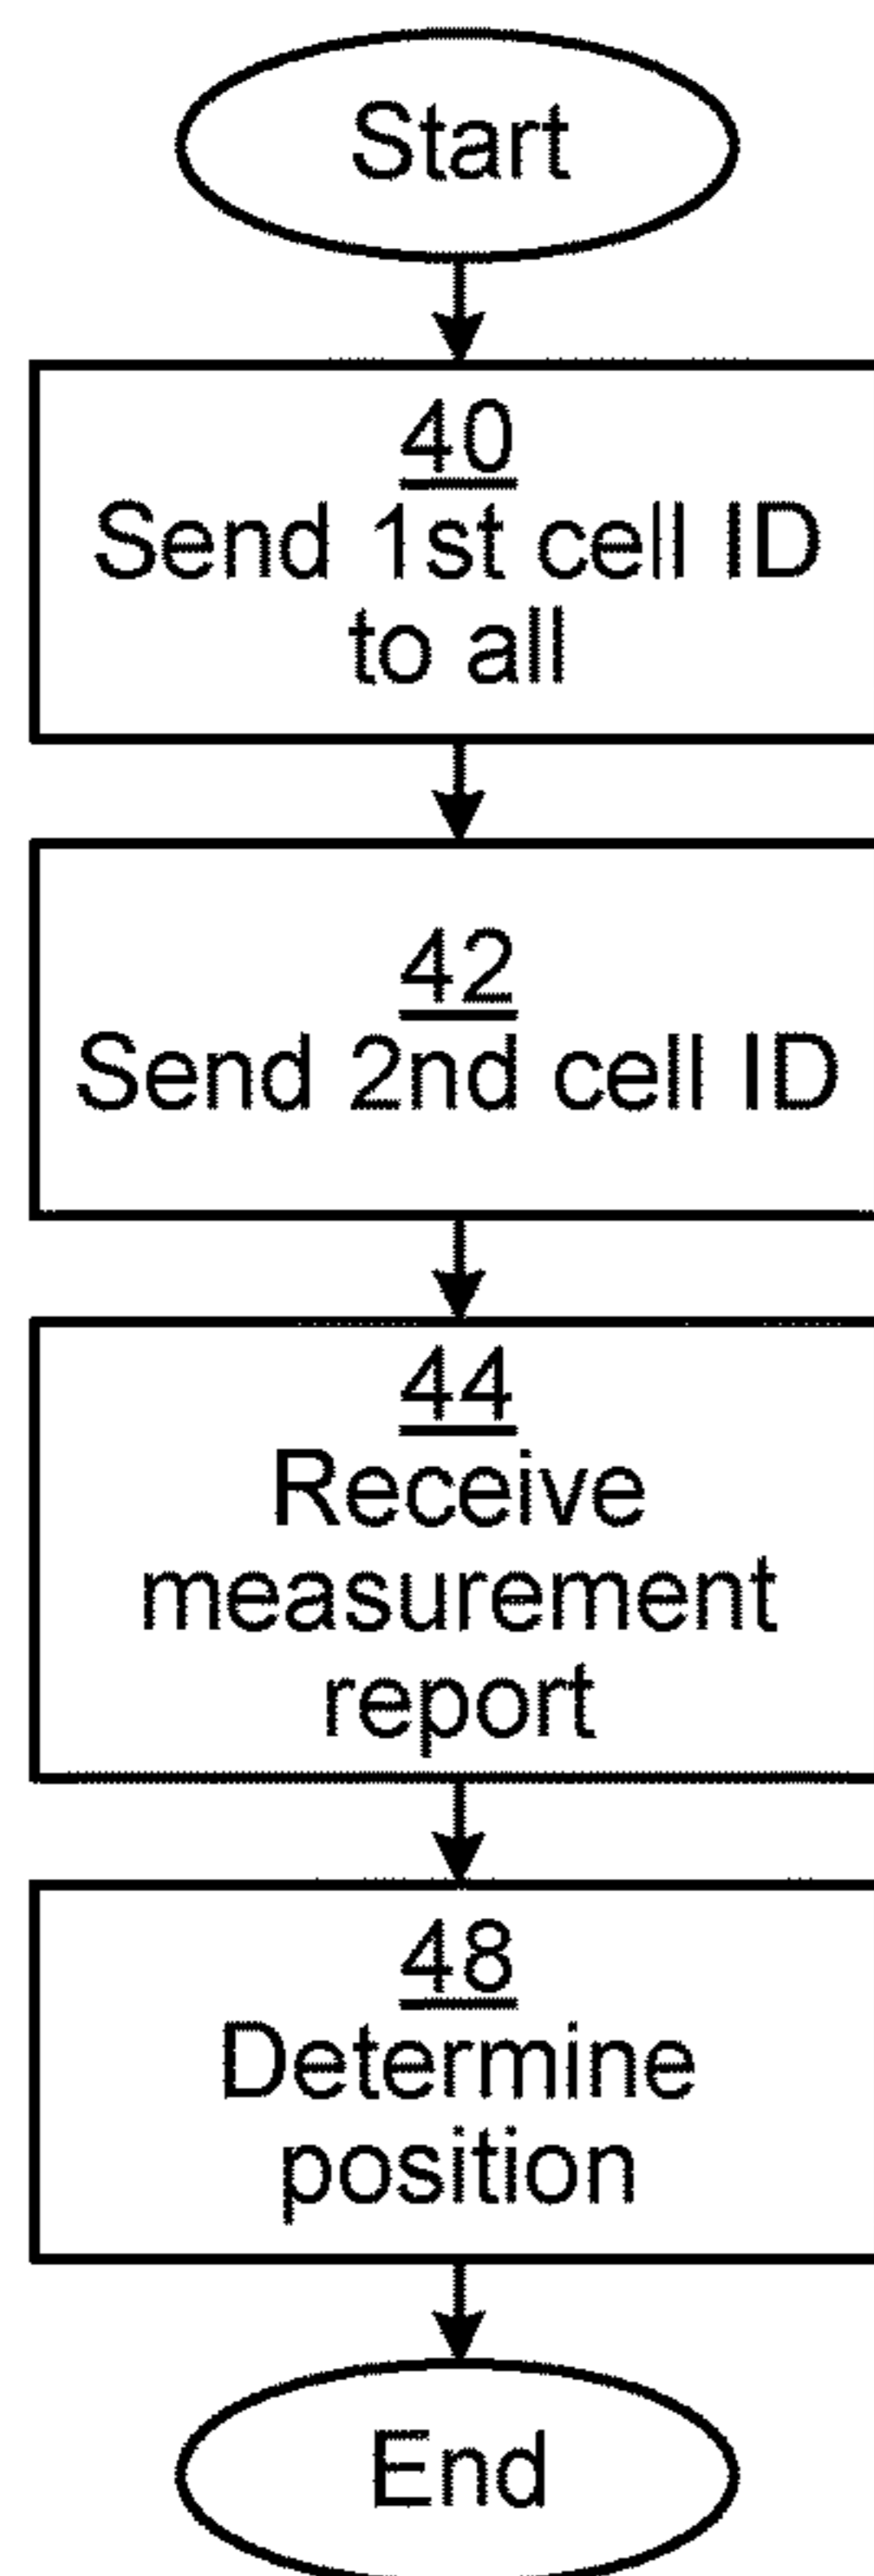 Start
40
Send 1st cell ID
to all
42
Send 2nd cell ID
44
Receive
measurement
report
48
Determine
position
End